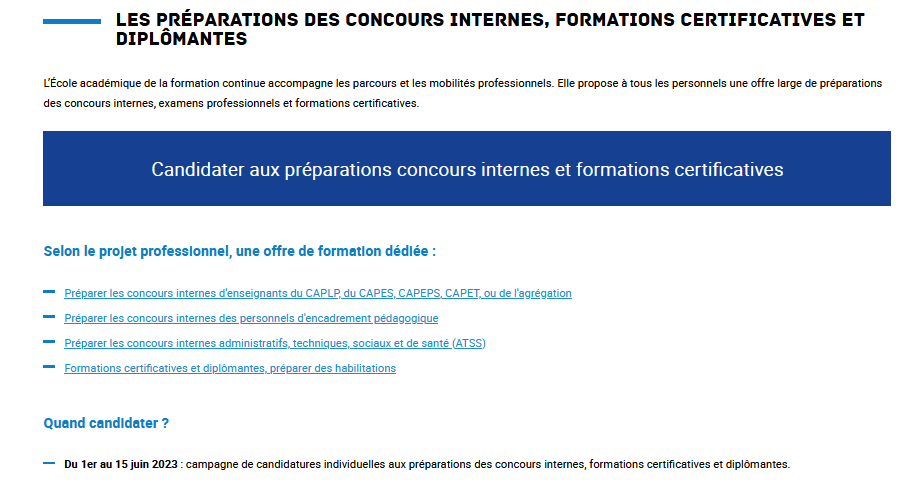 LES PRÉPARATIONS DES CONCOURS INTERNES, FORMATIONS CERTIFICATIVES ET
DIPLÔMANTES
L'École académique de la formation continue accompagne les parcours et les mobilités professionnels. Elle propose à tous les personnels une offre large de préparations
des concours internes, examens professionnels et formations certificatives.
Candidater aux préparations concours internes et formations certificatives
Selon le projet professionnel, une offre de formation dédiée :
Préparer les concours internes d'enseignants du CAPLP, du CAPES, CAPEPS, CAPET, ou de l'agrégation
Préparer les concours internes des personnels d'encadrement pédagogique
Préparer les concours internes administratifs, techniques, sociaux et de santé (ATSS)
Formations certificatives et diplômantes, préparer des habilitations
Quand candidater ?
Du 1er au 15 juin 2023 : campagne de candidatures individuelles aux préparations des concours internes, formations certificatives et diplômantes.